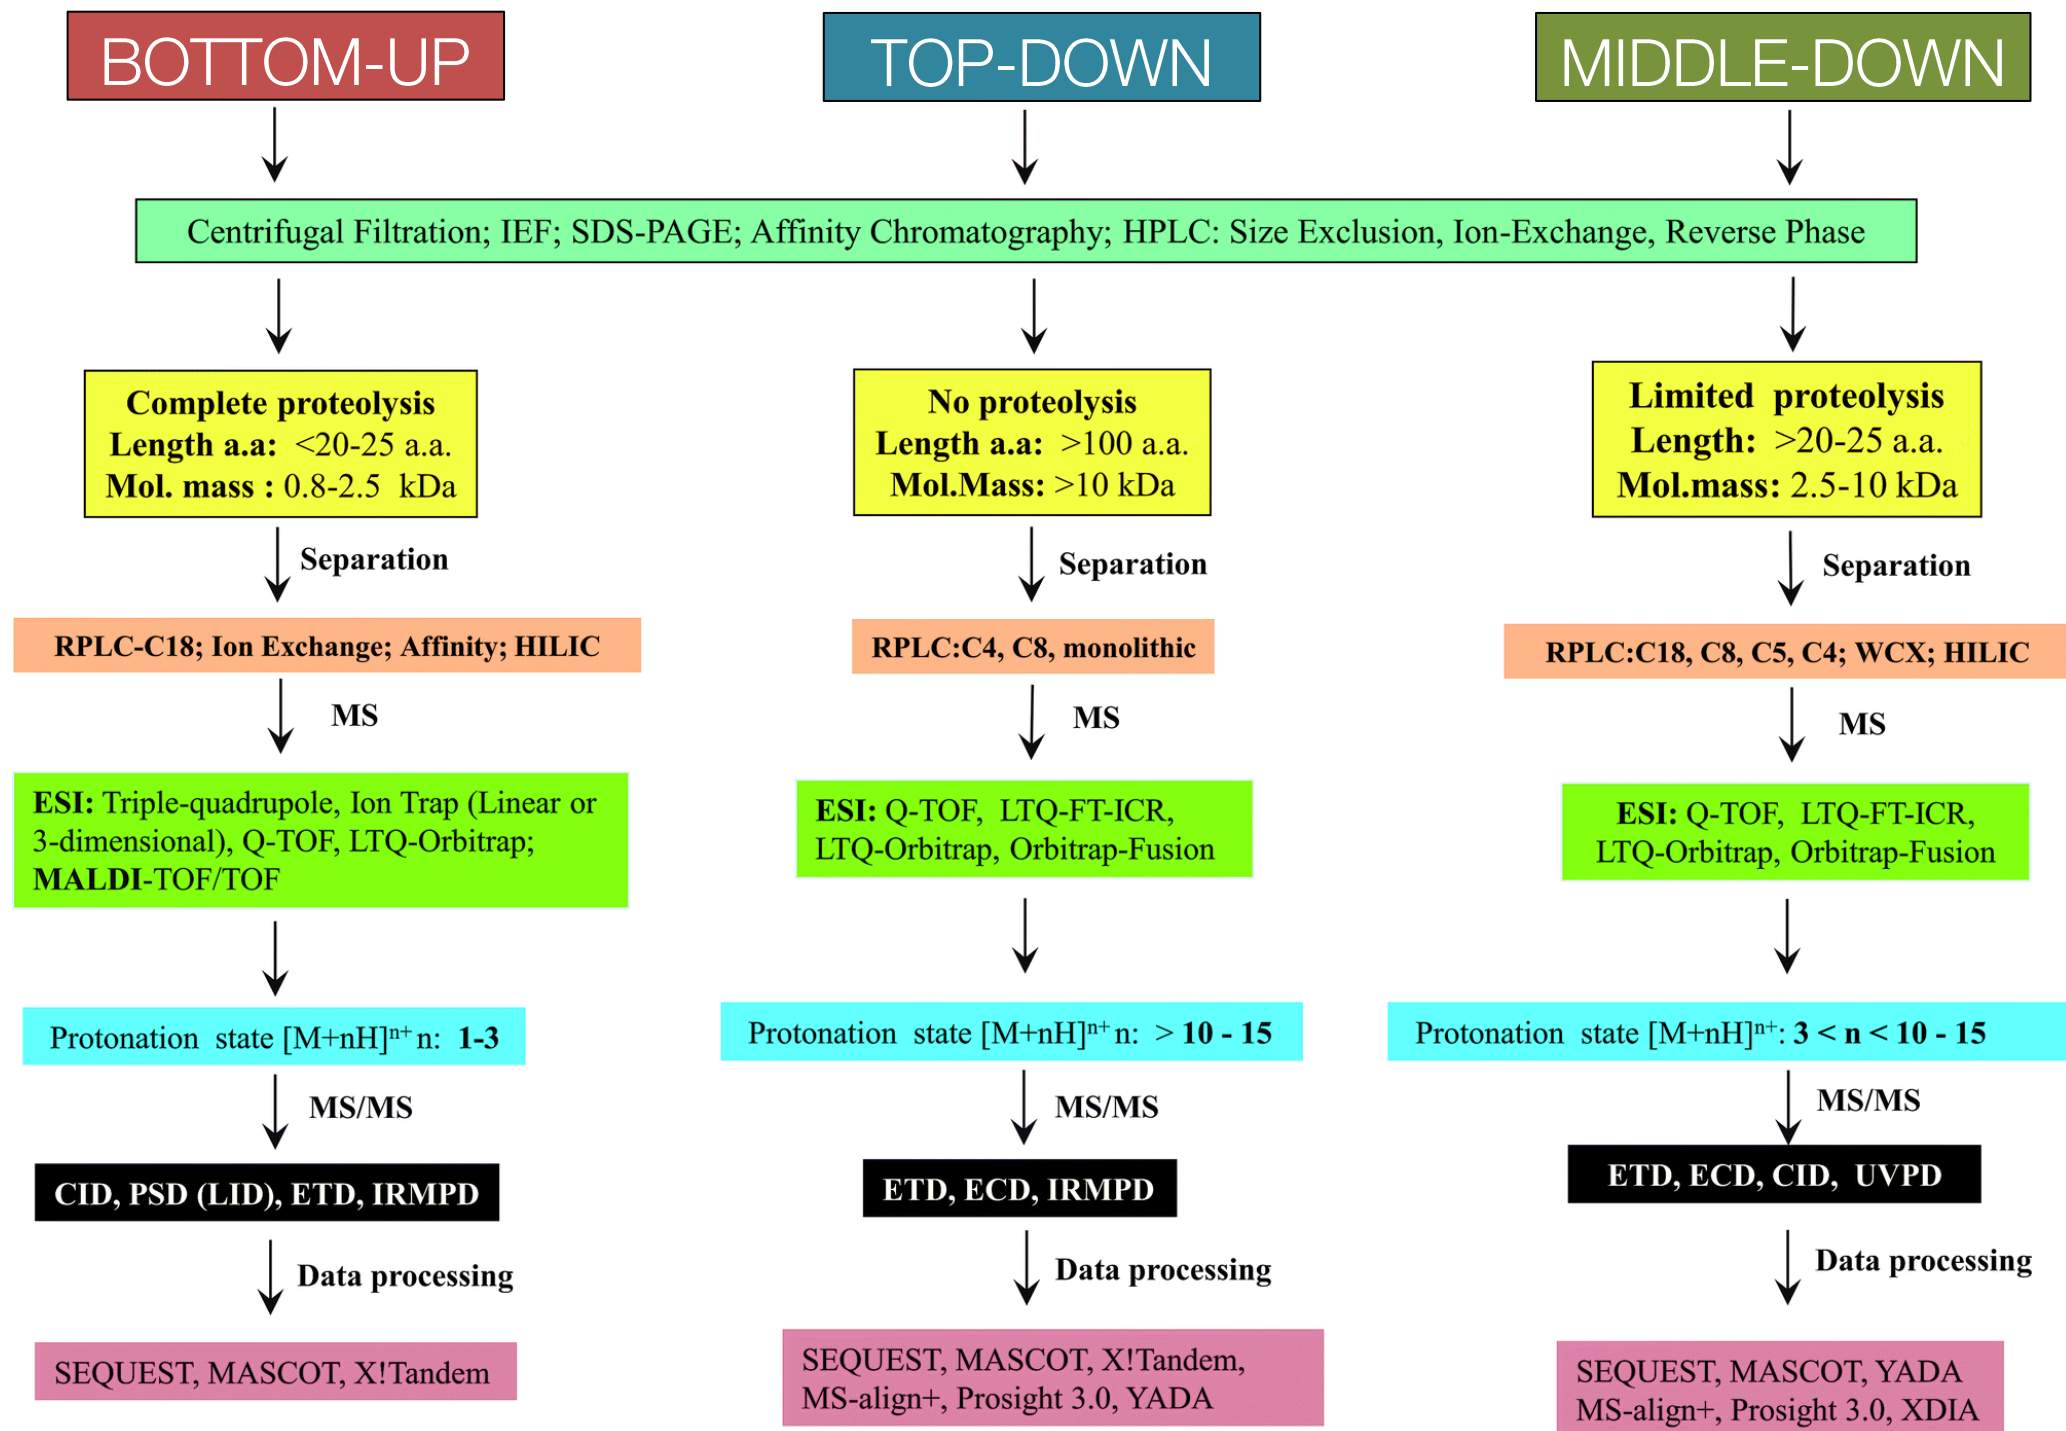 BOTTOM-UP
TOP-DOWN
MIDDLE-DOWN
Centrifugal Filtration; IEF; SDS-PAGE; Affinity Chromatography; HPLC: Size Exclusion, Ion-Exchange, Reverse Phase
Complete proteolysis
Length a.a: <20-25 a.a.
Mol. mass : 0.8-2.5 kDa
Separation
RPLC-C18; Ion Exchange; Affinity; HILIC
MS
ESI: Triple-quadrupole, Ion Trap (Linear or
3-dimensional), Q-TOF, LTQ-Orbitrap;
MALDI-TOF/TOF
Protonation state [M+nH]ⁿ⁺ n: 1-3
MS/MS
CID, PSD (LID), ETD, IRMPD
Data processing
SEQUEST, MASCOT, X!Tandem
No proteolysis
Length a.a: >100 a.a.
Mol.Mass: >10 kDa
Separation
RPLC:C4, C8, monolithic
MS
ESI: Q-TOF, LTQ-FT-ICR,
LTQ-Orbitrap, Orbitrap-Fusion
Protonation state [M+nH]ⁿ⁺ n: > 10 - 15
MS/MS
ETD, ECD, IRMPD
Data processing
SEQUEST, MASCOT, X!Tandem,
MS-align+, Prosight 3.0, YADA
Limited proteolysis
Length: >20-25 a.a.
Mol.mass: 2.5-10 kDa
Separation
RPLC:C18, C8, C5, C4; WCX; HILIC
MS
ESI: Q-TOF, LTQ-FT-ICR,
LTQ-Orbitrap, Orbitrap-Fusion
Protonation state [M+nH]ⁿ⁺: 3 < n < 10 - 15
MS/MS
ETD, ECD, CID, UVPD
Data processing
SEQUEST, MASCOT, YADA
MS-align+, Prosight 3.0, XDIA